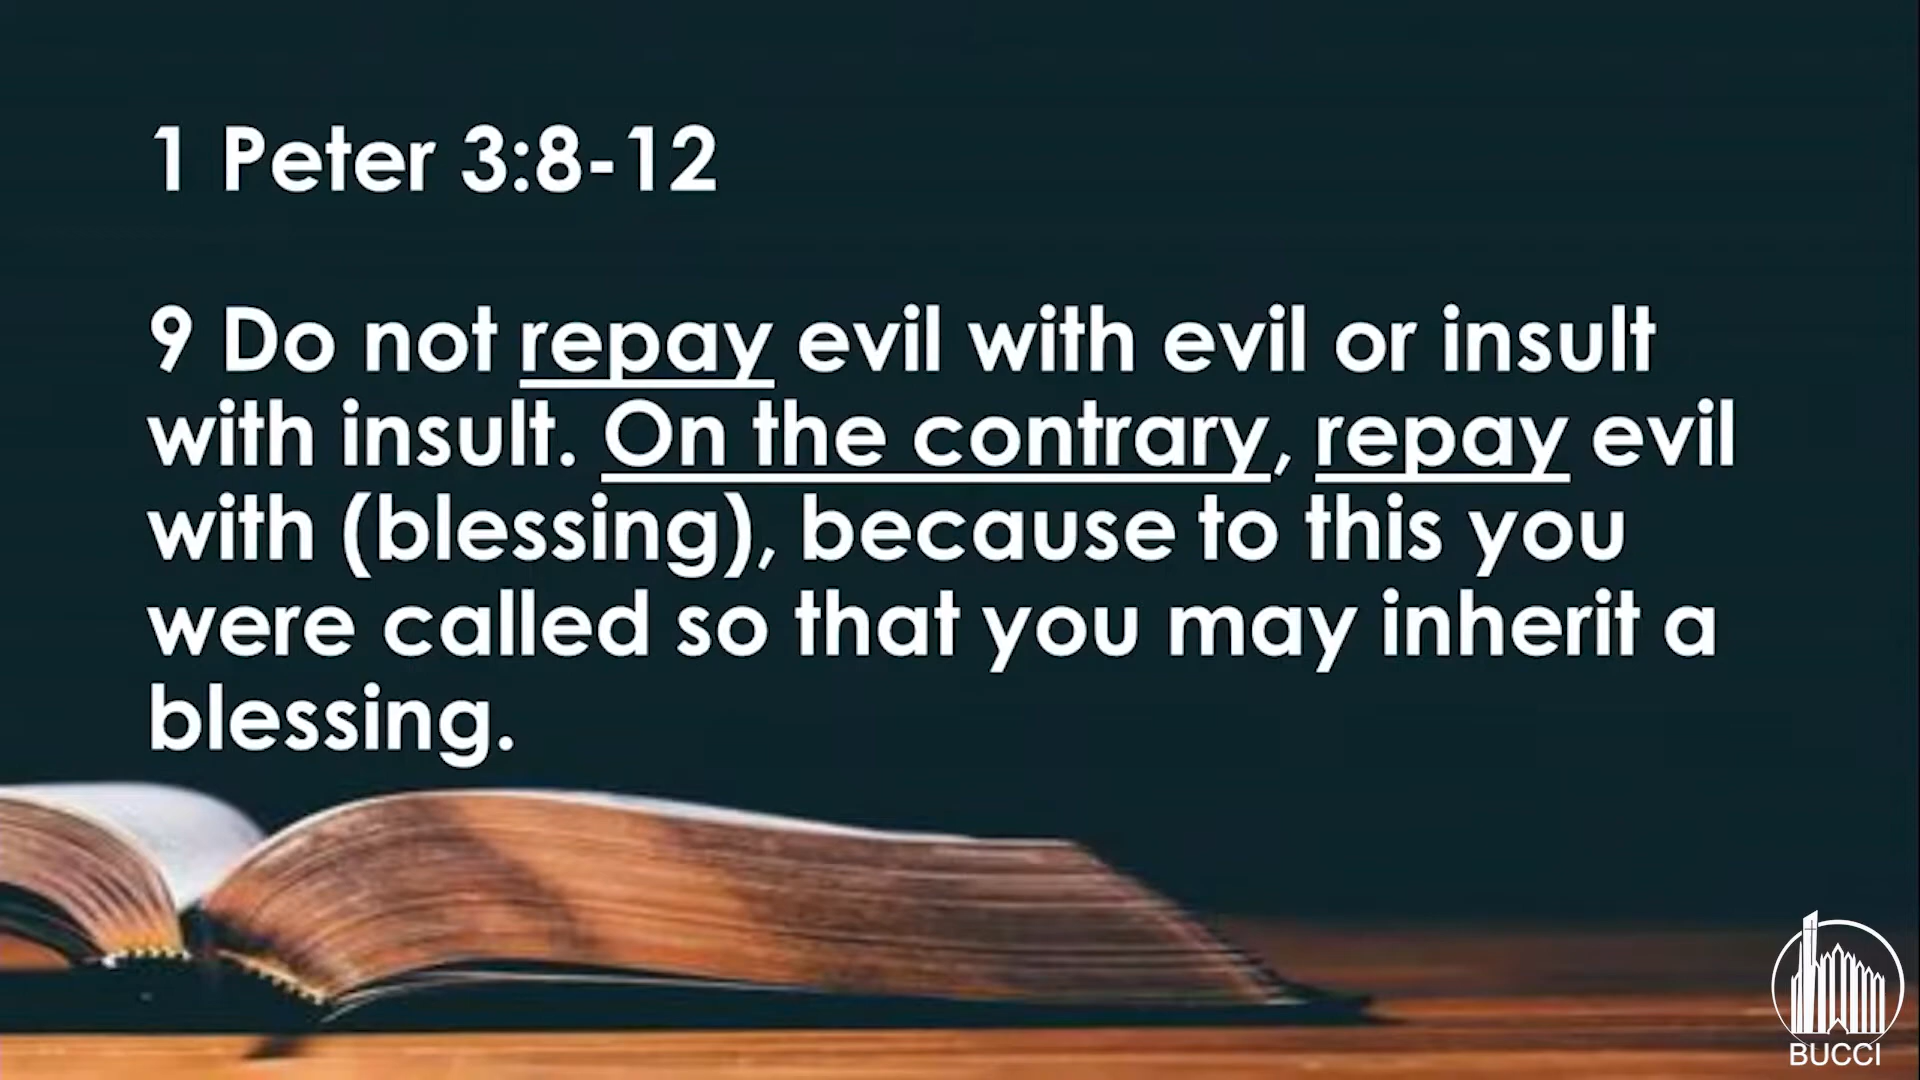 1 Peter 3:8-12
9 Do not repay evil with evil or insult
with insult. On the contrary, repay evil
with (blessing), because to this you
were called so that you may inherit a
blessing.
BUCCI